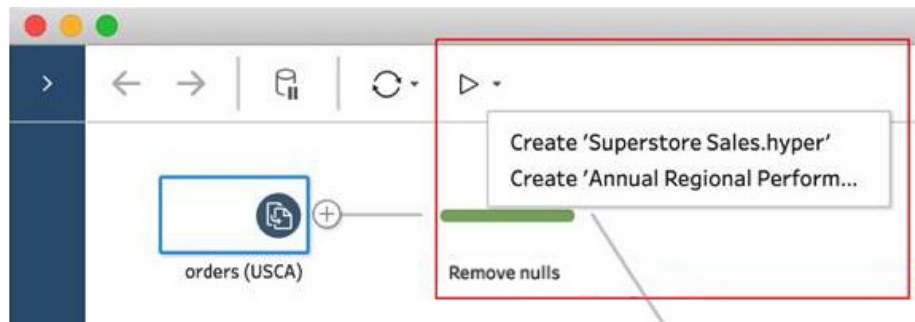 Create ‘Superstore Sales.hyper’
Create ‘Annual Regional Perform...
orders (USCA)
Remove nulls